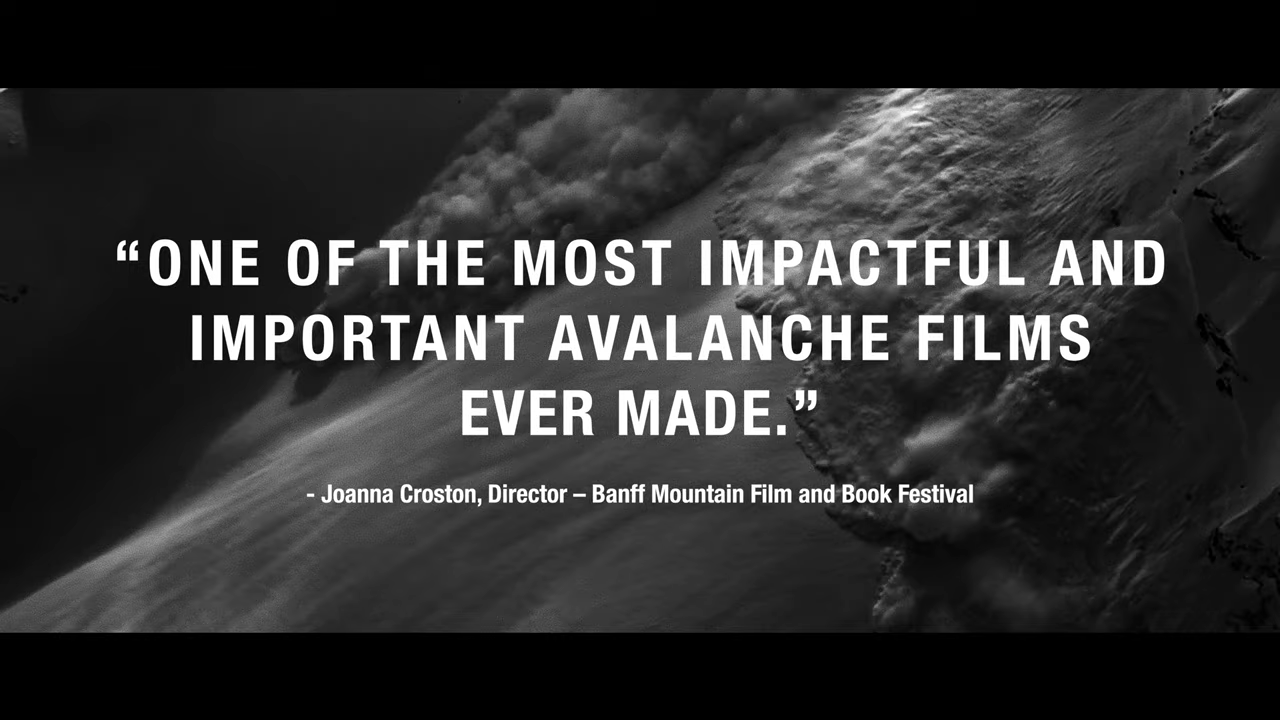 “ONE OF THE MOST IMPACTFUL AND
IMPORTANT AVALANCHE FILMS
EVER MADE.”
- Joanna Croston, Director – Banff Mountain Film and Book Festival